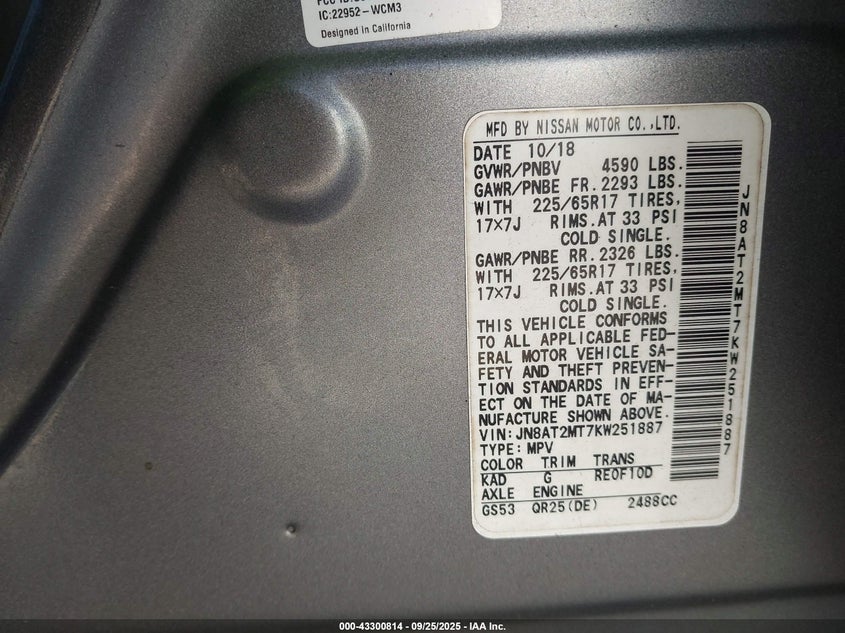 IC:22952-WCM3
Designed in California
MFD BY NISSAN MOTOR CO.,LTD.
DATE 10/18
GVWR/PNBV 4590 LBS.
GAWR/PNBE FR. 2293 LBS.
WITH 225/65R17 TIRES,
17×7J RIMS.AT 33 PSI
COLD SINGLE.
GAWR/PNBE RR. 2326 LBS.
WITH 225/65R17 TIRES,
17×7J RIMS.AT 33 PSI
COLD SINGLE.
THIS VEHICLE CONFORMS
TO ALL APPLICABLE FED-
ERAL MOTOR VEHICLE SA-
FETY AND THEFT PREVEN-
TION STANDARDS IN EFF-
ECT ON THE DATE OF MA-
NUFACTURE SHOWN ABOVE.
VIN:JN8AT2MT7KW251887
TYPE: MPV
COLOR TRIM TRANS
KAD G RE0F10D
AXLE ENGINE
GS53 QR25(DE) 2488CC
JN8AT2MT7KW251887
000-43300814 - 09/25/2025 - IAA Inc.